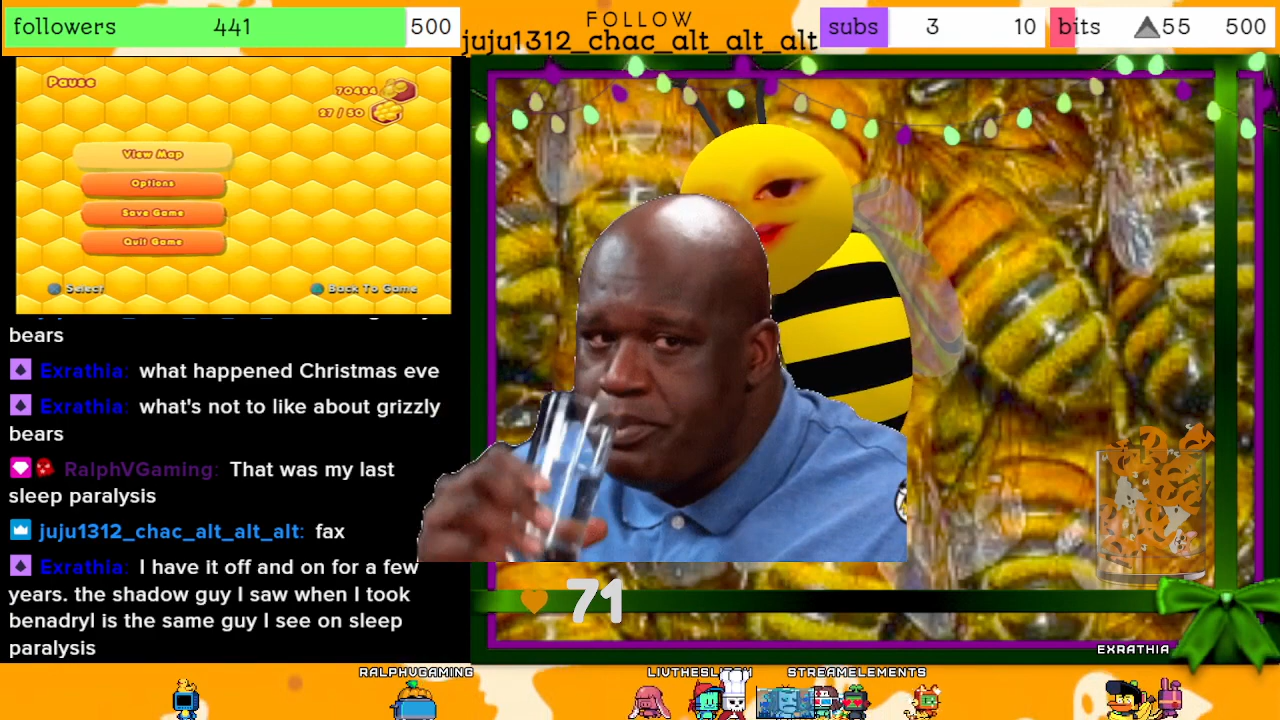 followers 441 500
FOLLOW
juju1312_chac_alt_alt_alt
subs 3 10
bits 55 500
Pause
70484
27 / 50
View Map
Options
Save Game
Quit Game
Select
Back To Game
bears
Exrathia: what happened Christmas eve
Exrathia: what's not to like about grizzly
bears
RalphVGaming: That was my last
sleep paralysis
juju1312_chac_alt_alt_alt: fax
Exrathia: I have it off and on for a few
years. the shadow guy I saw when I took
benadryl is the same guy I see on sleep
paralysis
71
EXRATHIA
RALPHVGAMING
STREAMELEMENTS